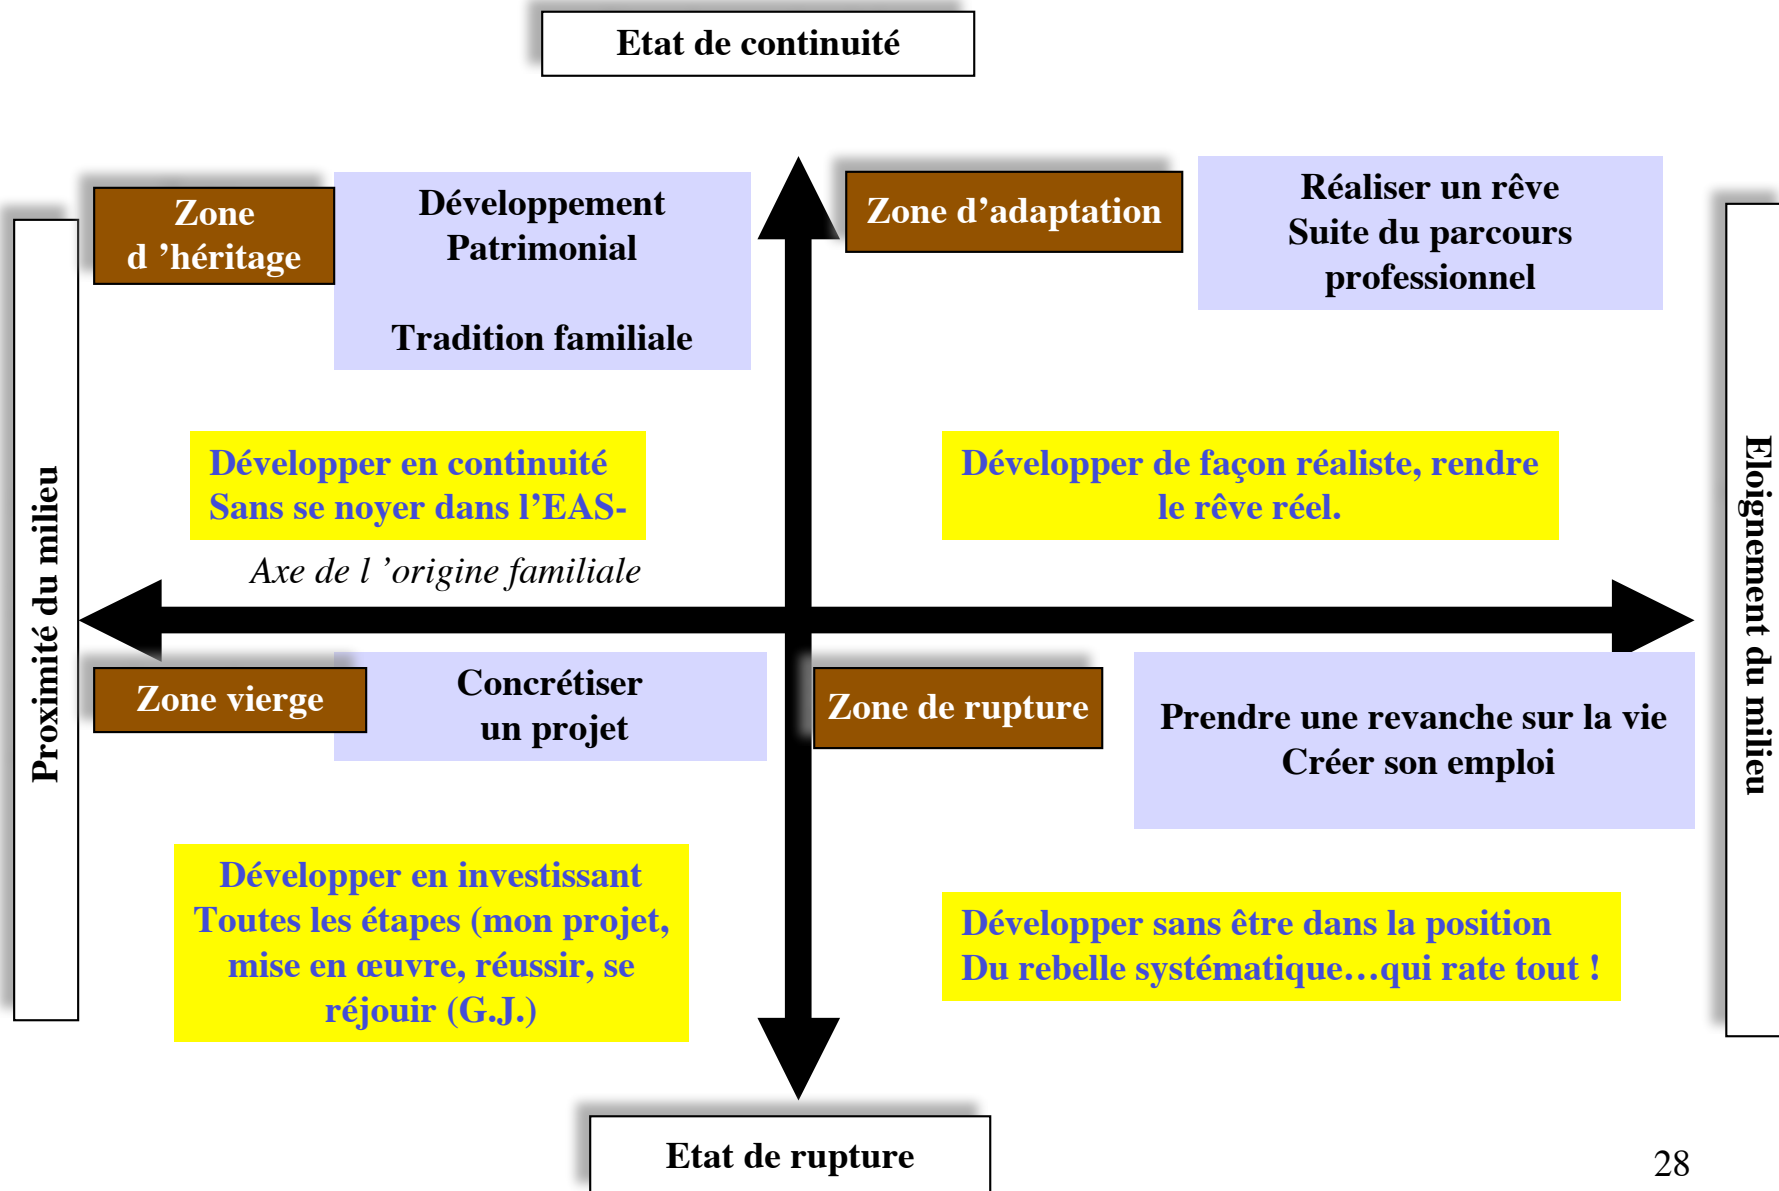 Etat de continuité
Zone
d ’héritage
Développement
Patrimonial
Tradition familiale
Zone d’adaptation
Réaliser un rêve
Suite du parcours
professionnel
Proximité du milieu
Eloignement du milieu
Développer en continuité
Sans se noyer dans l’EAS-
Développer de façon réaliste, rendre
le rêve réel.
Axe de l ’origine familiale
Zone vierge
Concrétiser
un projet
Zone de rupture
Prendre une revanche sur la vie
Créer son emploi
Développer en investissant
Toutes les étapes (mon projet,
mise en œuvre, réussir, se
réjouir (G.J.)
Développer sans être dans la position
Du rebelle systématique…qui rate tout !
Etat de rupture
28